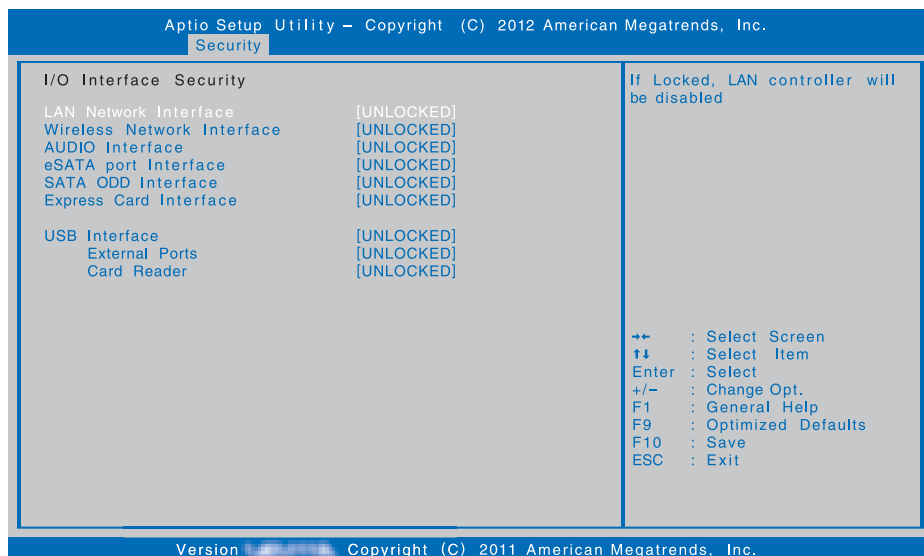 Aptio Setup Utility – Copyright (C) 2012 American Megatrends, Inc.
Security
I/O Interface Security
LAN Network Interface [UNLOCKED]
Wireless Network Interface [UNLOCKED]
AUDIO Interface [UNLOCKED]
eSATA port Interface [UNLOCKED]
SATA ODD Interface [UNLOCKED]
Express Card Interface [UNLOCKED]
USB Interface [UNLOCKED]
External Ports [UNLOCKED]
Card Reader [UNLOCKED]
If Locked, LAN controller will
be disabled
→← : Select Screen
↑↓ : Select Item
Enter : Select
+/– : Change Opt.
F1 : General Help
F9 : Optimized Defaults
F10 : Save
ESC : Exit
Version Copyright (C) 2011 American Megatrends, Inc.